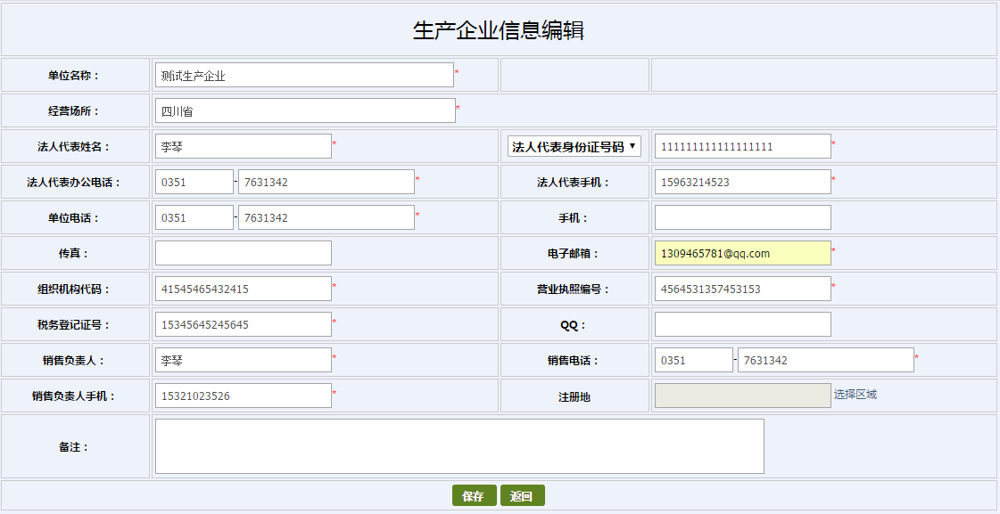 生产企业信息编辑
单位名称： 测试生产企业 *
经营场所： 四川省 *
法人代表姓名： 李琴 * 法人代表身份证号码 ▼ 111111111111111111 *
法人代表办公电话： 0351 - 7631342 * 法人代表手机： 15963214523 *
单位电话： 0351 - 7631342 * 手机：
传真： 电子邮箱： 1309465781@qq.com *
组织机构代码： 41545465432415 * 营业执照编号： 4564531357453153 *
税务登记证号： 15345645245645 * QQ：
销售负责人： 李琴 * 销售电话： 0351 - 7631342 *
销售负责人手机： 15321023526 * 注册地 选择区域
备注：
保存 返回